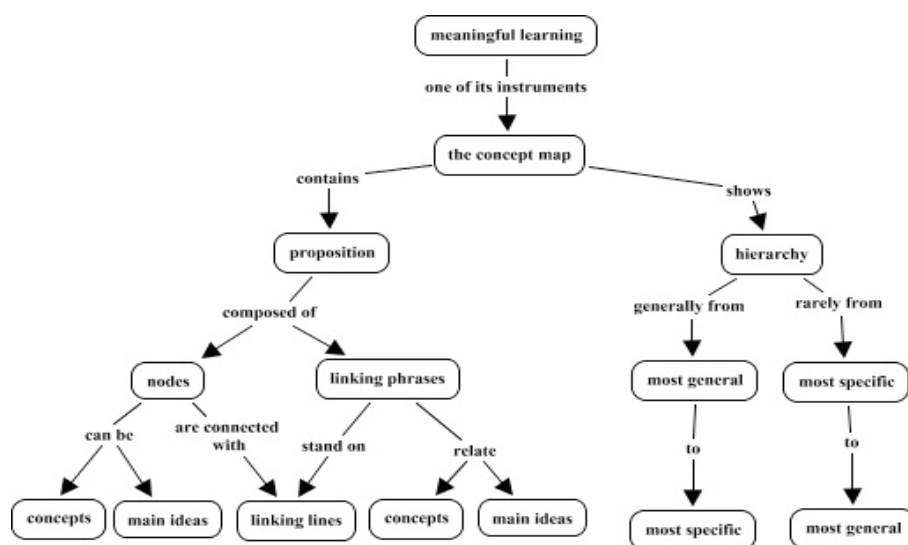 meaningful learning
one of its instruments
the concept map
contains
shows
proposition
hierarchy
composed of
generally from
rarely from
nodes
linking phrases
most general
most specific
can be
are connected
with
stand on
relate
to
to
concepts
main ideas
linking lines
concepts
main ideas
most specific
most general